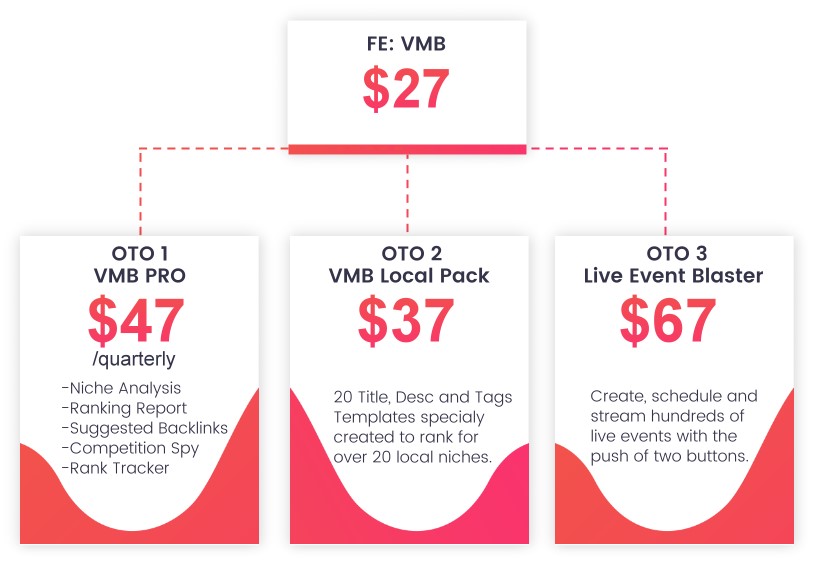 FE: VMB
$27
OTO 1
VMB PRO
$47
/quarterly
-Niche Analysis
-Ranking Report
-Suggested Backlinks
-Competition Spy
-Rank Tracker
OTO 2
VMB Local Pack
$37
20 Title, Desc and Tags
Templates specialy
created to rank for
over 20 local niches.
OTO 3
Live Event Blaster
$67
Create, schedule and
stream hundreds of
live events with the
push of two buttons.